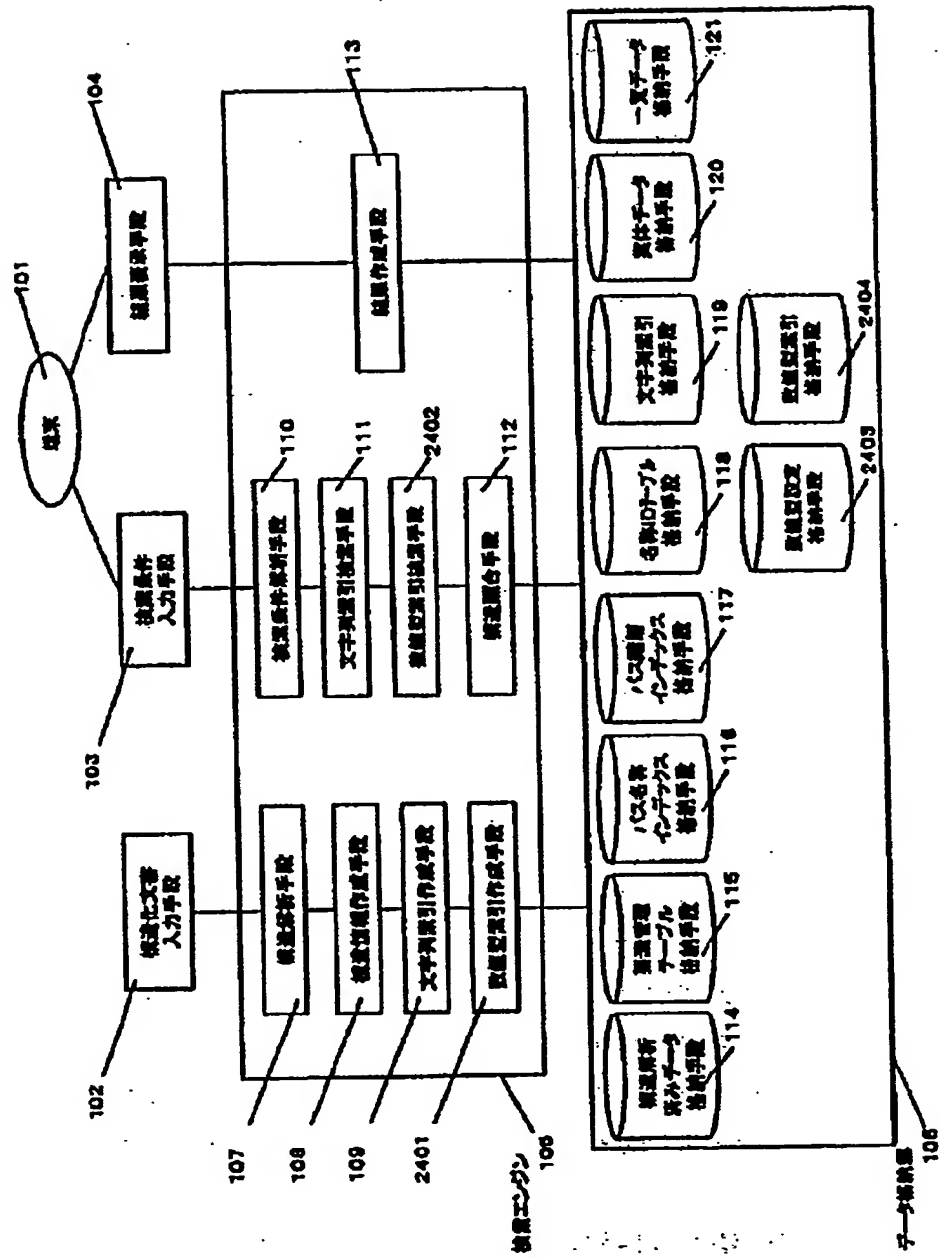 101
端末
102
構造化文書
入力手段
103
検索条件
入力手段
104
結果表示手段
107
構造解析手段
108
構造情報作成手段
109
文字列索引作成手段
2401
数値型索引作成手段
110
検索条件解析手段
111
文字列索引検索手段
2402
数値型索引検索手段
112
構造照合手段
113
結果作成手段
検索エンジン
105
構造解析
済みデータ
格納手段
114
構造管理
テーブル
格納手段
115
パス名称
インデックス
格納手段
116
パス階層
インデックス
格納手段
117
名称IDテーブル
格納手段
118
文字列索引
格納手段
119
実体データ
格納手段
120
一覧データ
格納手段
121
数値型設定
格納手段
2403
数値型索引
格納手段
2404
データ格納部
106